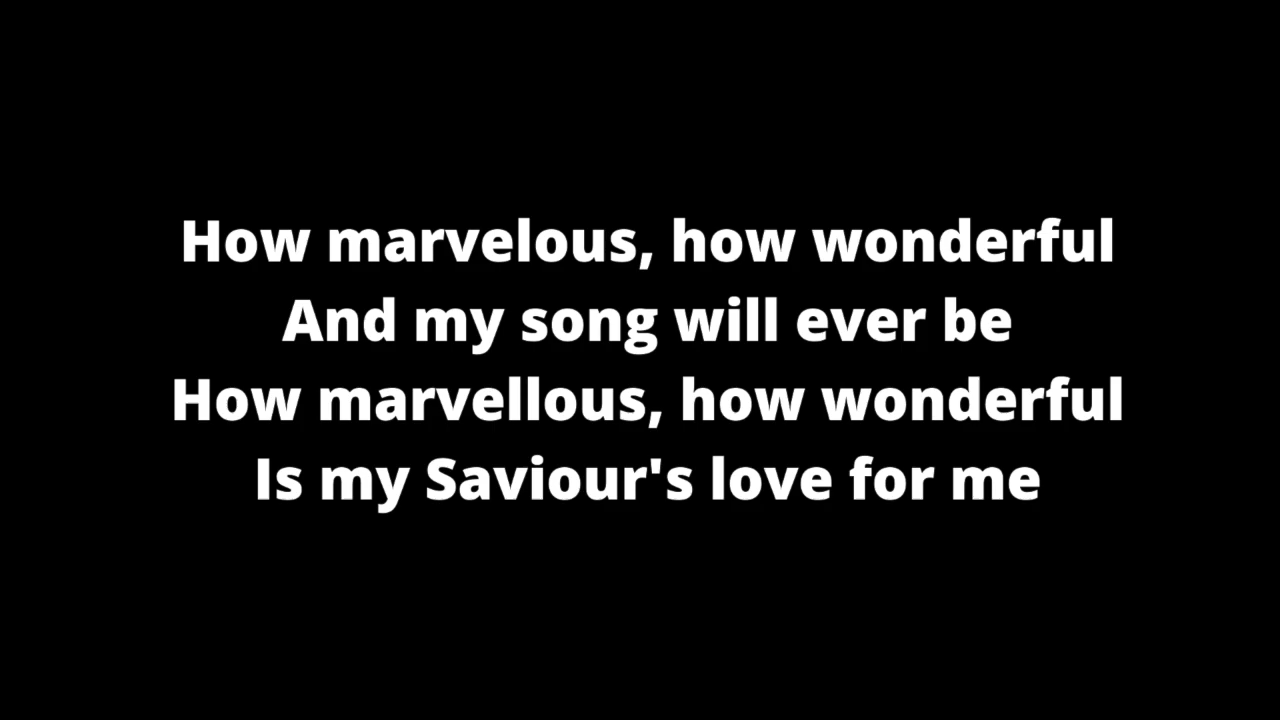 How marvelous, how wonderful
And my song will ever be
How marvellous, how wonderful
Is my Saviour's love for me